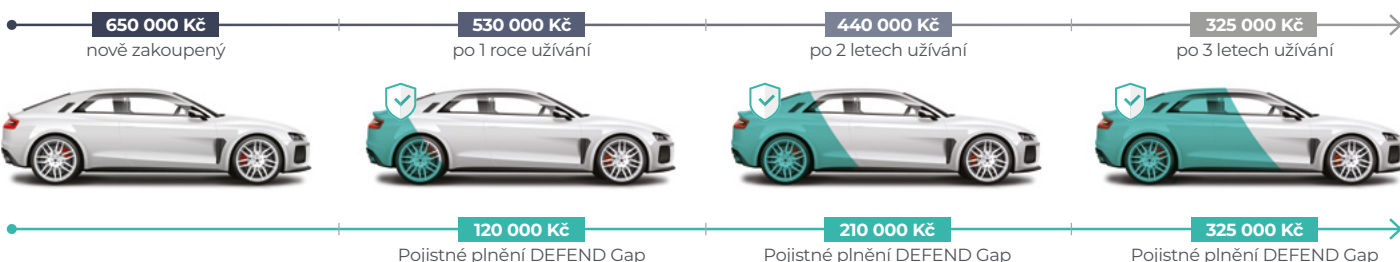 650 000 Kč
530 000 Kč
440 000 Kč
325 000 Kč
nově zakoupený
po 1 roce užívání
po 2 letech užívání
po 3 letech užívání
120 000 Kč
210 000 Kč
325 000 Kč
Pojistné plnění DEFEND Gap
Pojistné plnění DEFEND Gap
Pojistné plnění DEFEND Gap